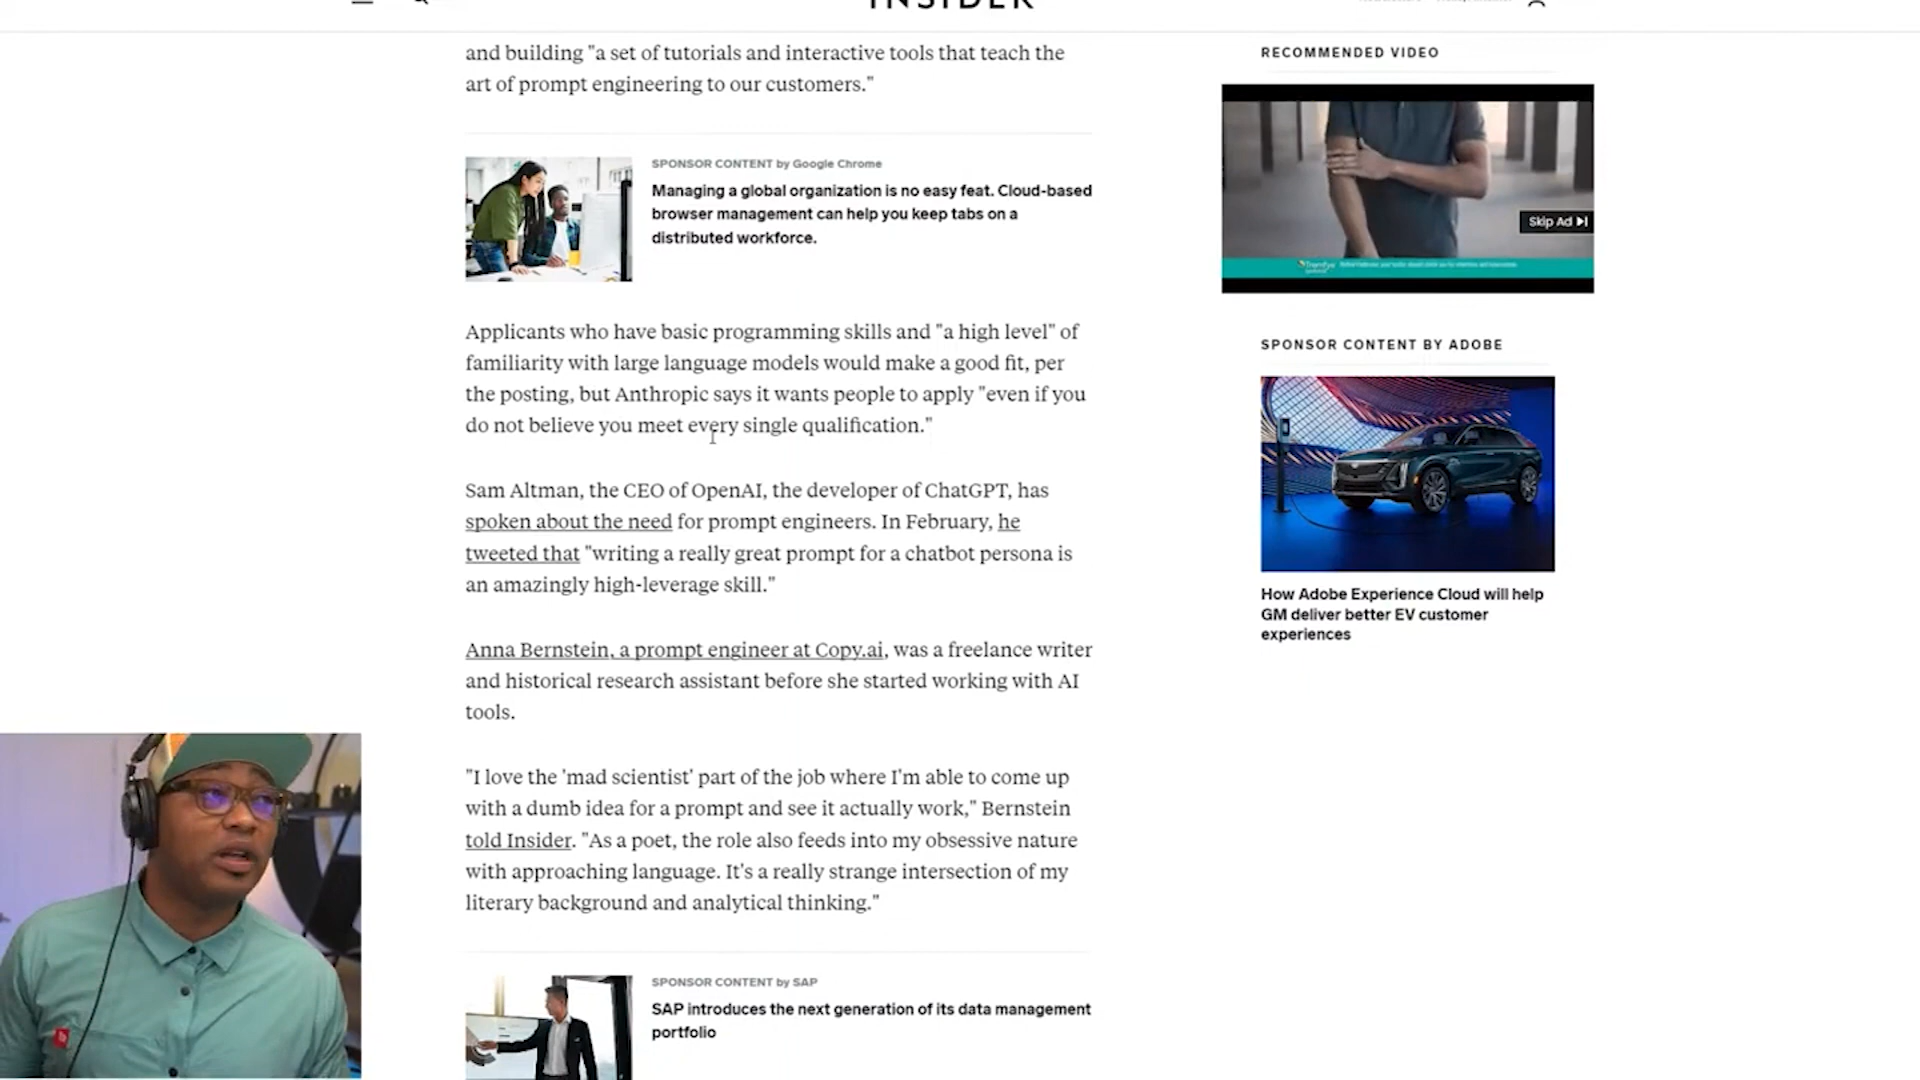 INSIDER
and building "a set of tutorials and interactive tools that teach the
art of prompt engineering to our customers."
SPONSOR CONTENT by Google Chrome
Managing a global organization is no easy feat. Cloud-based
browser management can help you keep tabs on a
distributed workforce.
Applicants who have basic programming skills and "a high level" of
familiarity with large language models would make a good fit, per
the posting, but Anthropic says it wants people to apply "even if you
do not believe you meet every single qualification."
Sam Altman, the CEO of OpenAI, the developer of ChatGPT, has
spoken about the need for prompt engineers. In February, he
tweeted that "writing a really great prompt for a chatbot persona is
an amazingly high-leverage skill."
Anna Bernstein, a prompt engineer at Copy.ai, was a freelance writer
and historical research assistant before she started working with AI
tools.
"I love the 'mad scientist' part of the job where I'm able to come up
with a dumb idea for a prompt and see it actually work," Bernstein
told Insider. "As a poet, the role also feeds into my obsessive nature
with approaching language. It's a really strange intersection of my
literary background and analytical thinking."
SPONSOR CONTENT by SAP
SAP introduces the next generation of its data management
portfolio
RECOMMENDED VIDEO
Skip Ad
SPONSOR CONTENT BY ADOBE
How Adobe Experience Cloud will help
GM deliver better EV customer
experiences